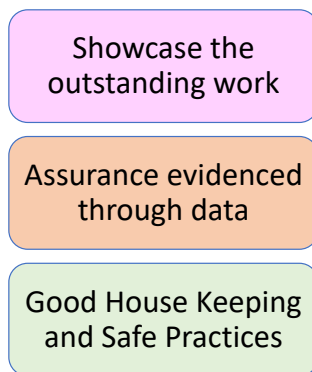 Showcase the
outstanding work
Assurance evidenced
through data
Good House Keeping
and Safe Practices